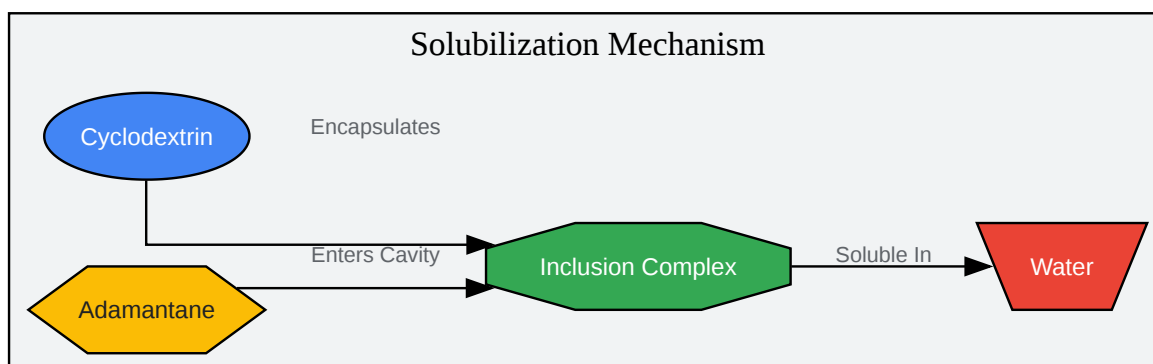 Solubilization Mechanism
Cyclodextrin
Encapsulates
Enters Cavity
Adamantane
Inclusion Complex
Soluble In
Water